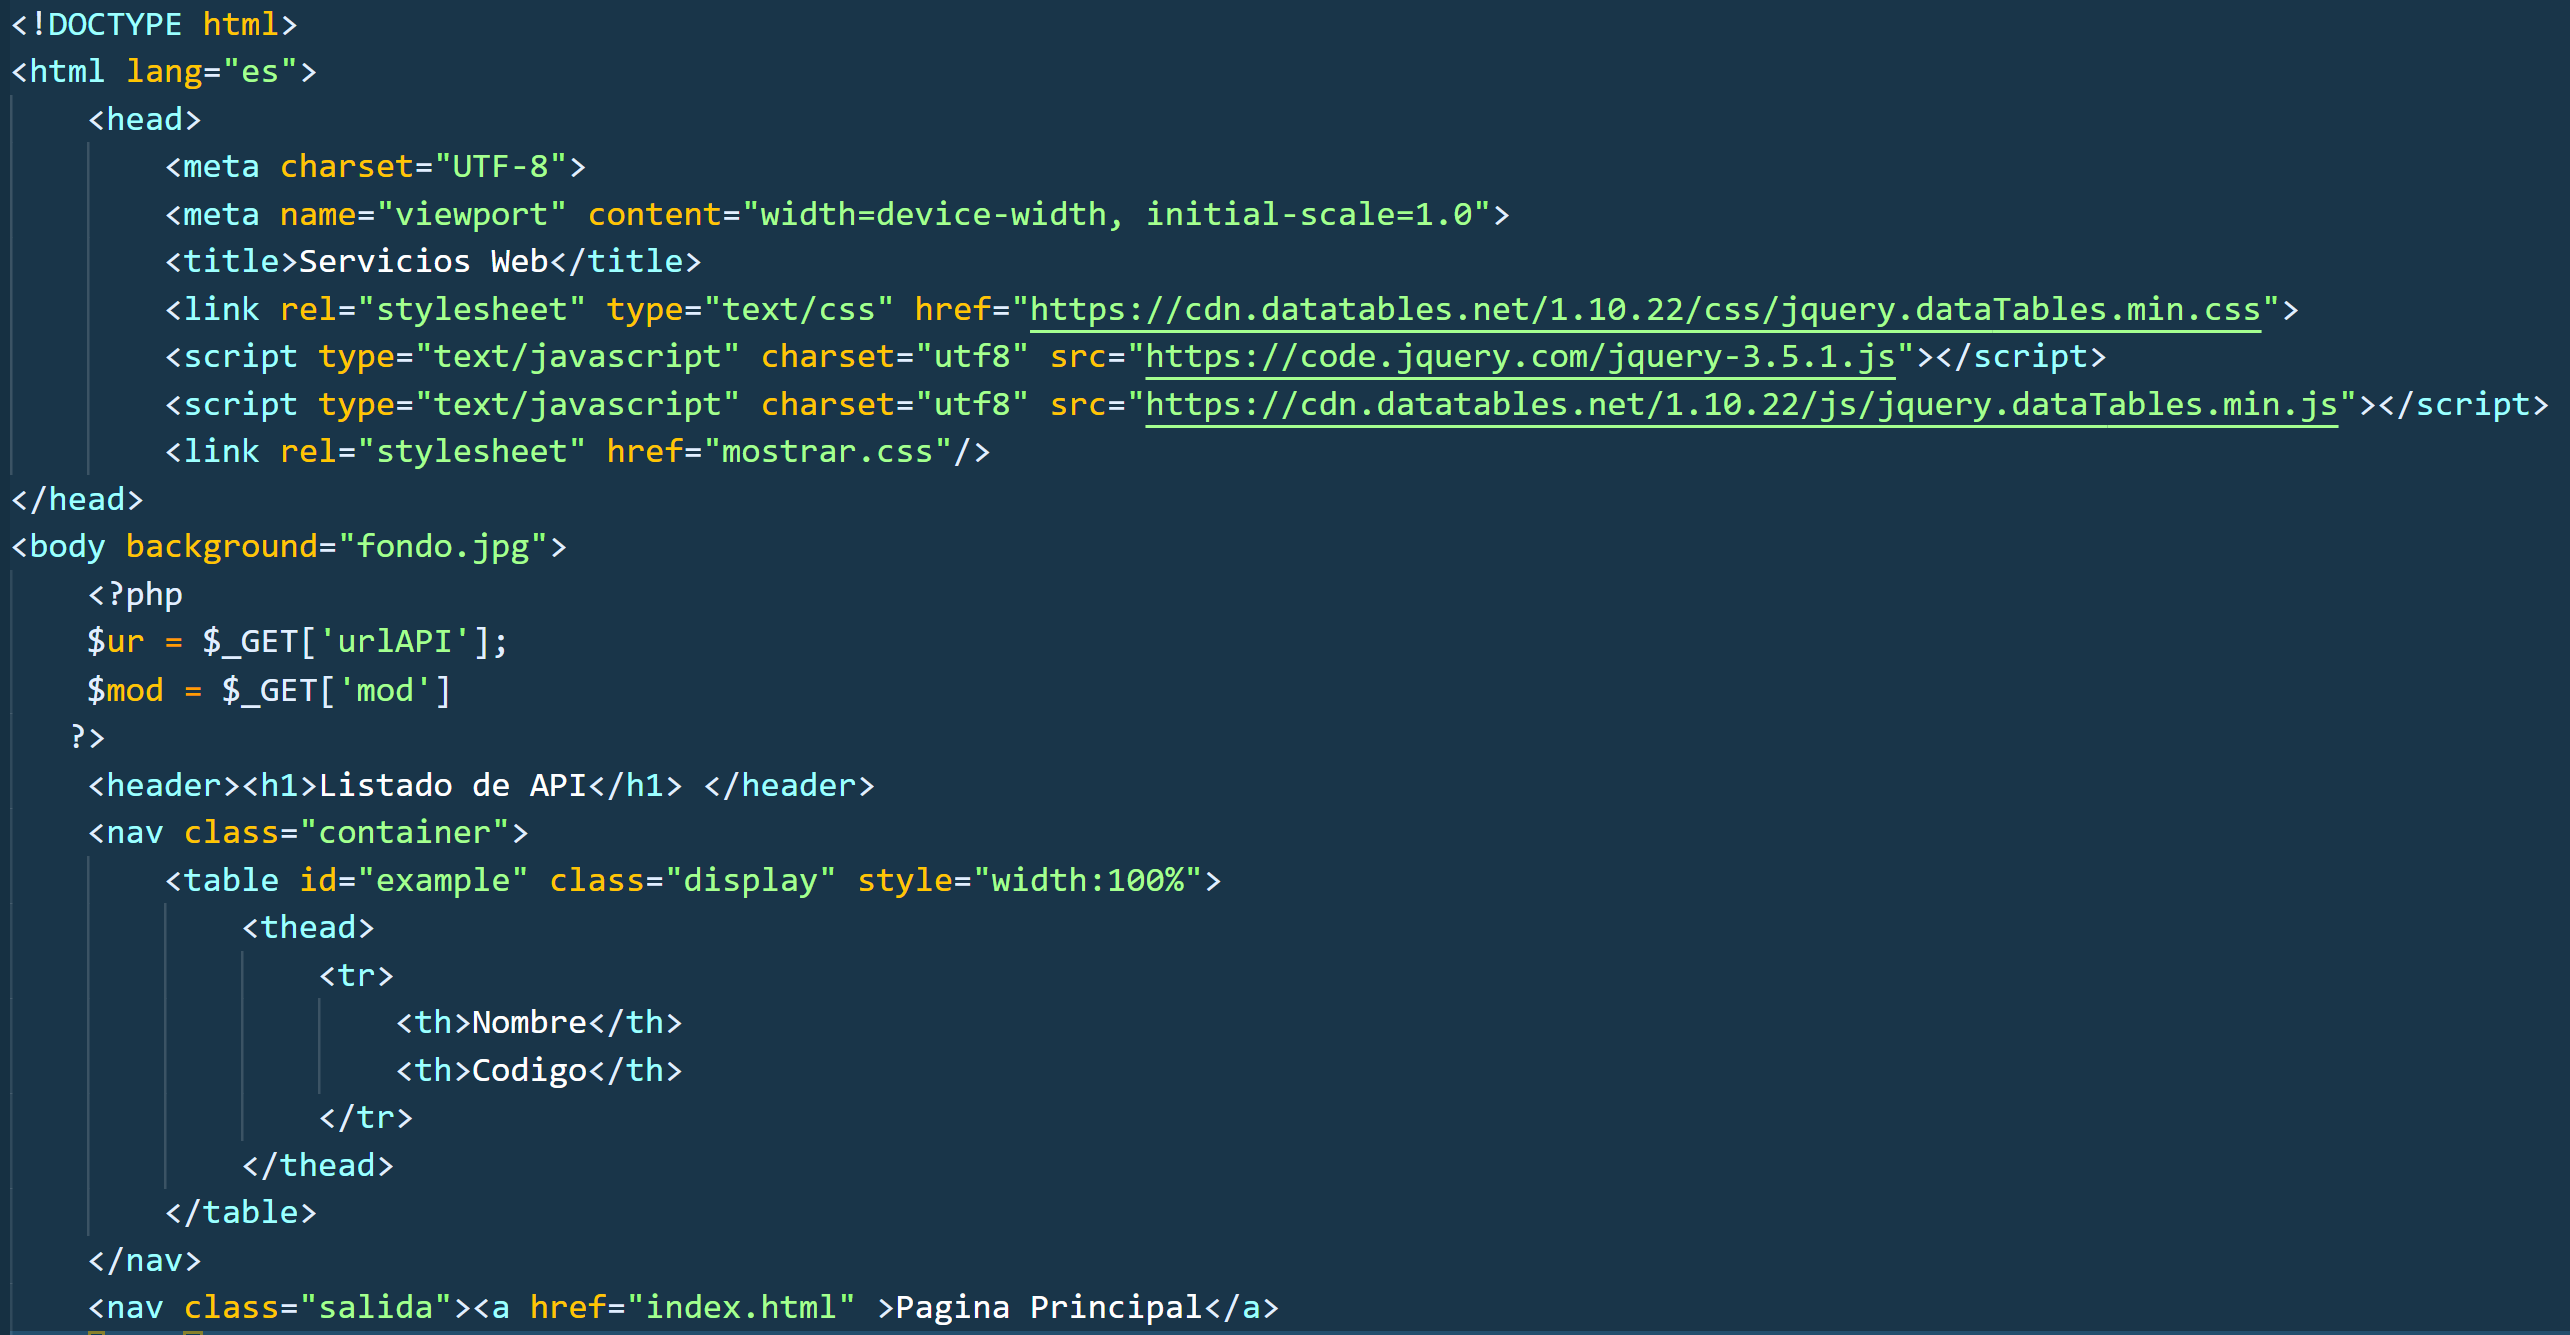 <!DOCTYPE html>
<html lang="es">
    <head>
        <meta charset="UTF-8">
        <meta name="viewport" content="width=device-width, initial-scale=1.0">
        <title>Servicios Web</title>
        <link rel="stylesheet" type="text/css" href="https://cdn.datatables.net/1.10.22/css/jquery.dataTables.min.css">
        <script type="text/javascript" charset="utf8" src="https://code.jquery.com/jquery-3.5.1.js"></script>
        <script type="text/javascript" charset="utf8" src="https://cdn.datatables.net/1.10.22/js/jquery.dataTables.min.js"></script>
        <link rel="stylesheet" href="mostrar.css"/>
</head>
<body background="fondo.jpg">
    <?php
    $ur = $_GET['urlAPI'];
    $mod = $_GET['mod']
   ?>
    <header><h1>Listado de API</h1> </header>
    <nav class="container">
        <table id="example" class="display" style="width:100%">
            <thead>
                <tr>
                    <th>Nombre</th>
                    <th>Codigo</th>
                </tr>
            </thead>
        </table>
    </nav>
    <nav class="salida"><a href="index.html" >Pagina Principal</a>